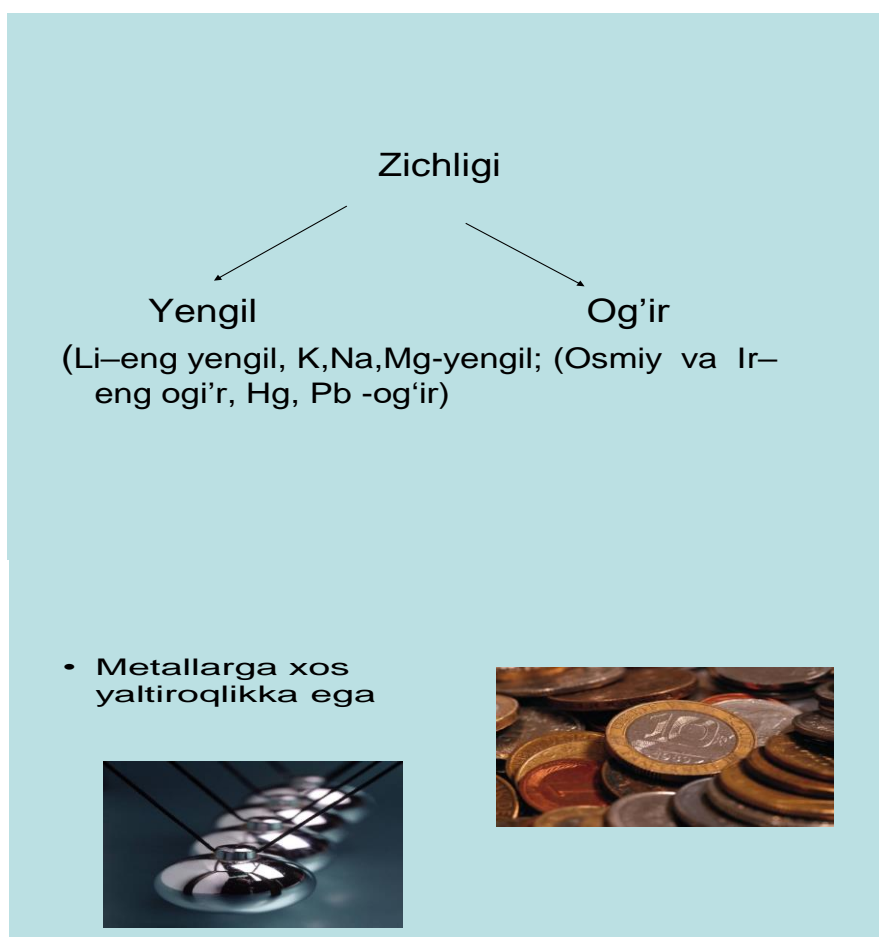 Zichligi
Yengil Og’ir
(Li–eng yengil, K,Na,Mg-yengil; (Osmiy va Ir–
eng ogi’r, Hg, Pb -og‘ir)
• Metallarga xos
yaltiroqlikka ega
10